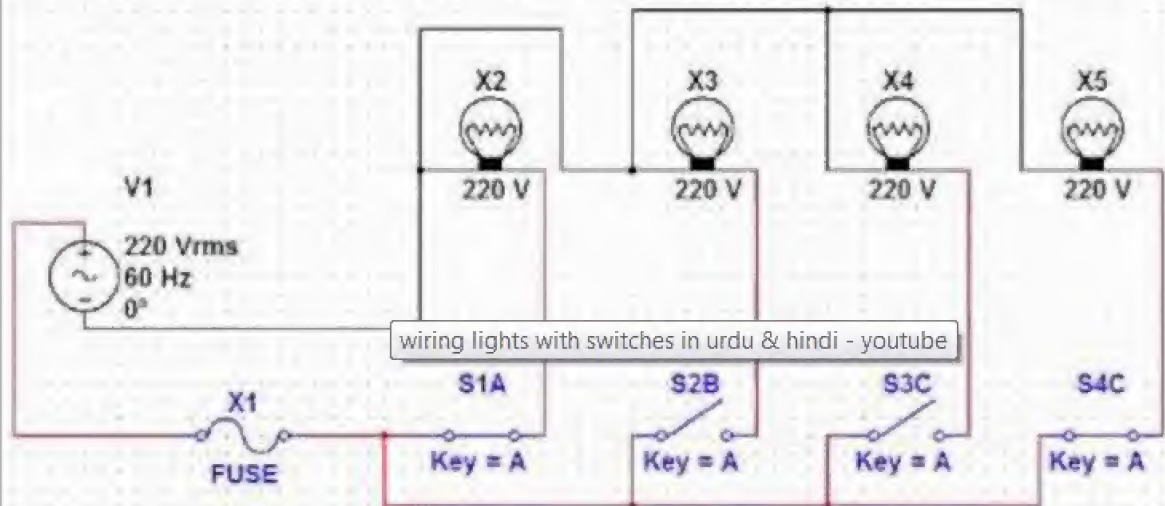 X2 X3 X4 X5
220 V 220 V 220 V 220 V
V1
220 Vrms
60 Hz
0°
wiring lights with switches in urdu & hindi - youtube
S1A S2B S3C S4C
X1
Key = A Key = A Key = A Key = A
FUSE